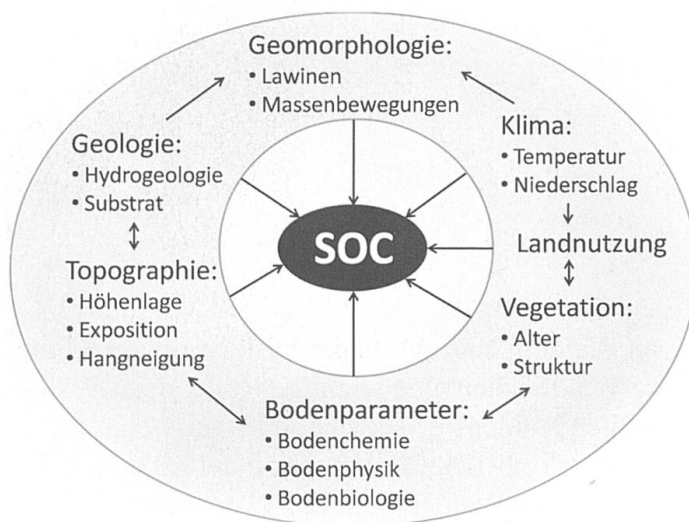 Geomorphologie:
• Lawinen
• Massenbewegungen
Geologie:
• Hydrogeologie
• Substrat
Klima:
• Temperatur
• Niederschlag
SOC
Landnutzung
Topographie:
• Höhenlage
• Exposition
• Hangneigung
Vegetation:
• Alter
• Struktur
Bodenparameter:
• Bodenchemie
• Bodenphysik
• Bodenbiologie